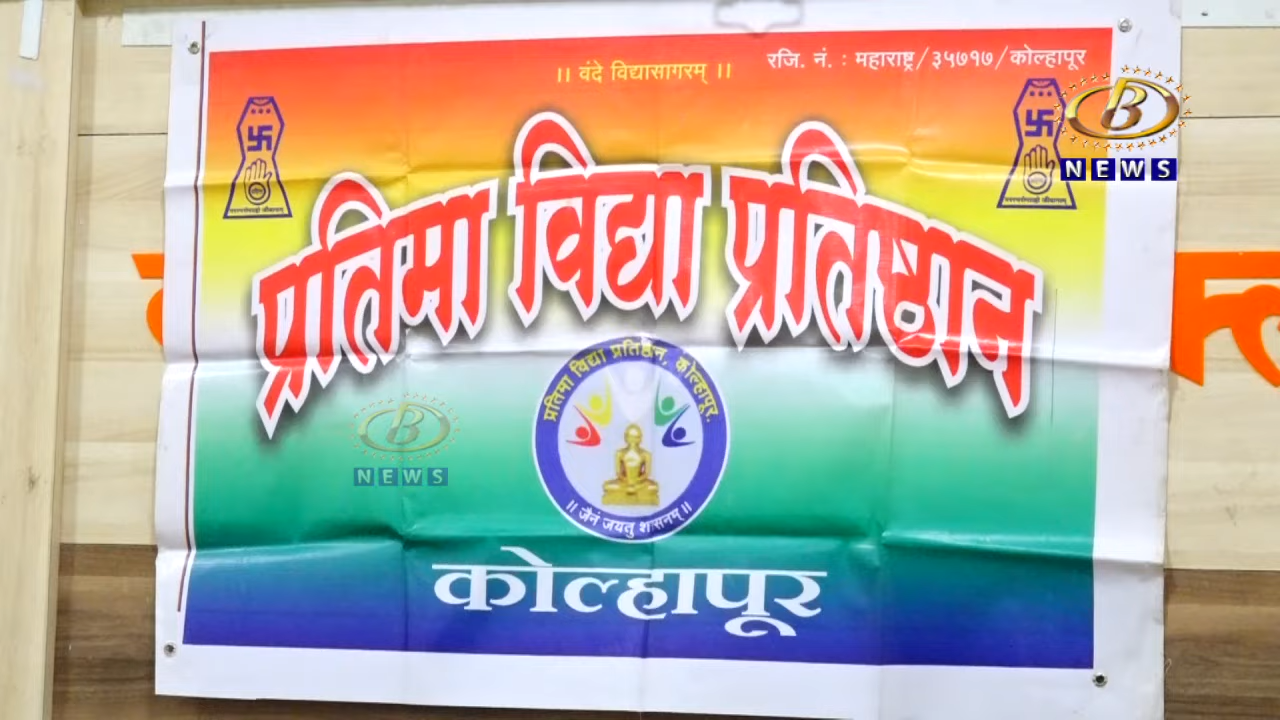 ।। वंदे विद्यासागरम् ।।
रजि. नं. : महाराष्ट्र/३५७१७/कोल्हापूर
B
NEWS
प्रतिमा विद्या प्रतिष्ठान
प्रतिमा विद्या प्रतिष्ठान, कोल्हापूर.
।। जैनं जयतु शासनम् ।।
B
NEWS
कोल्हापूर